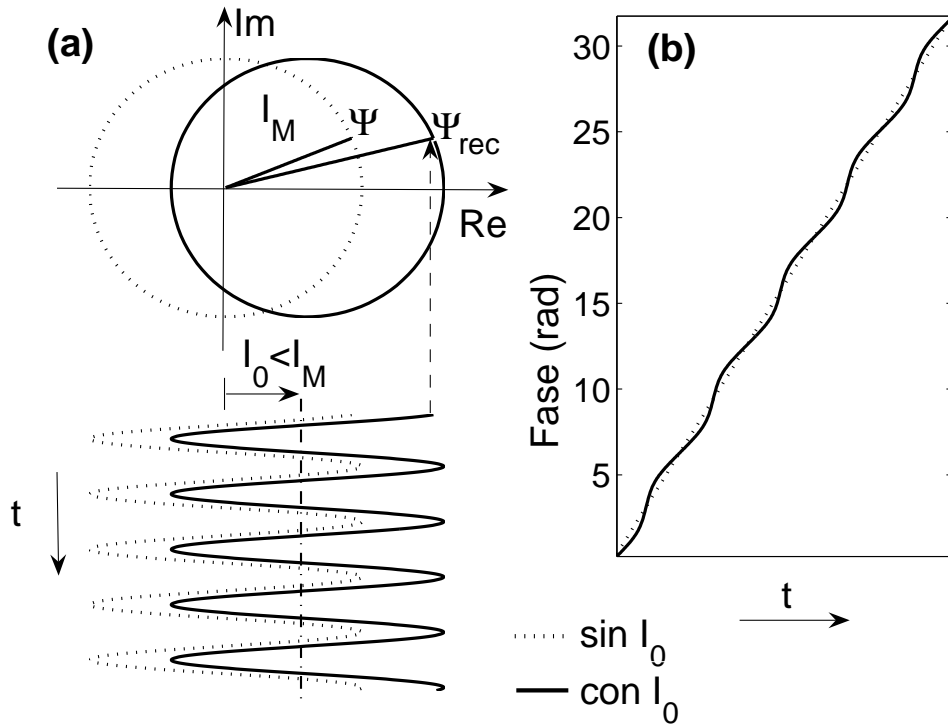 (a)
Im
I_M
Ψ
Ψ_rec
Re
I_0<I_M
t
(b)
30
25
20
15
10
5
Fase (rad)
t
sin I_0
con I_0